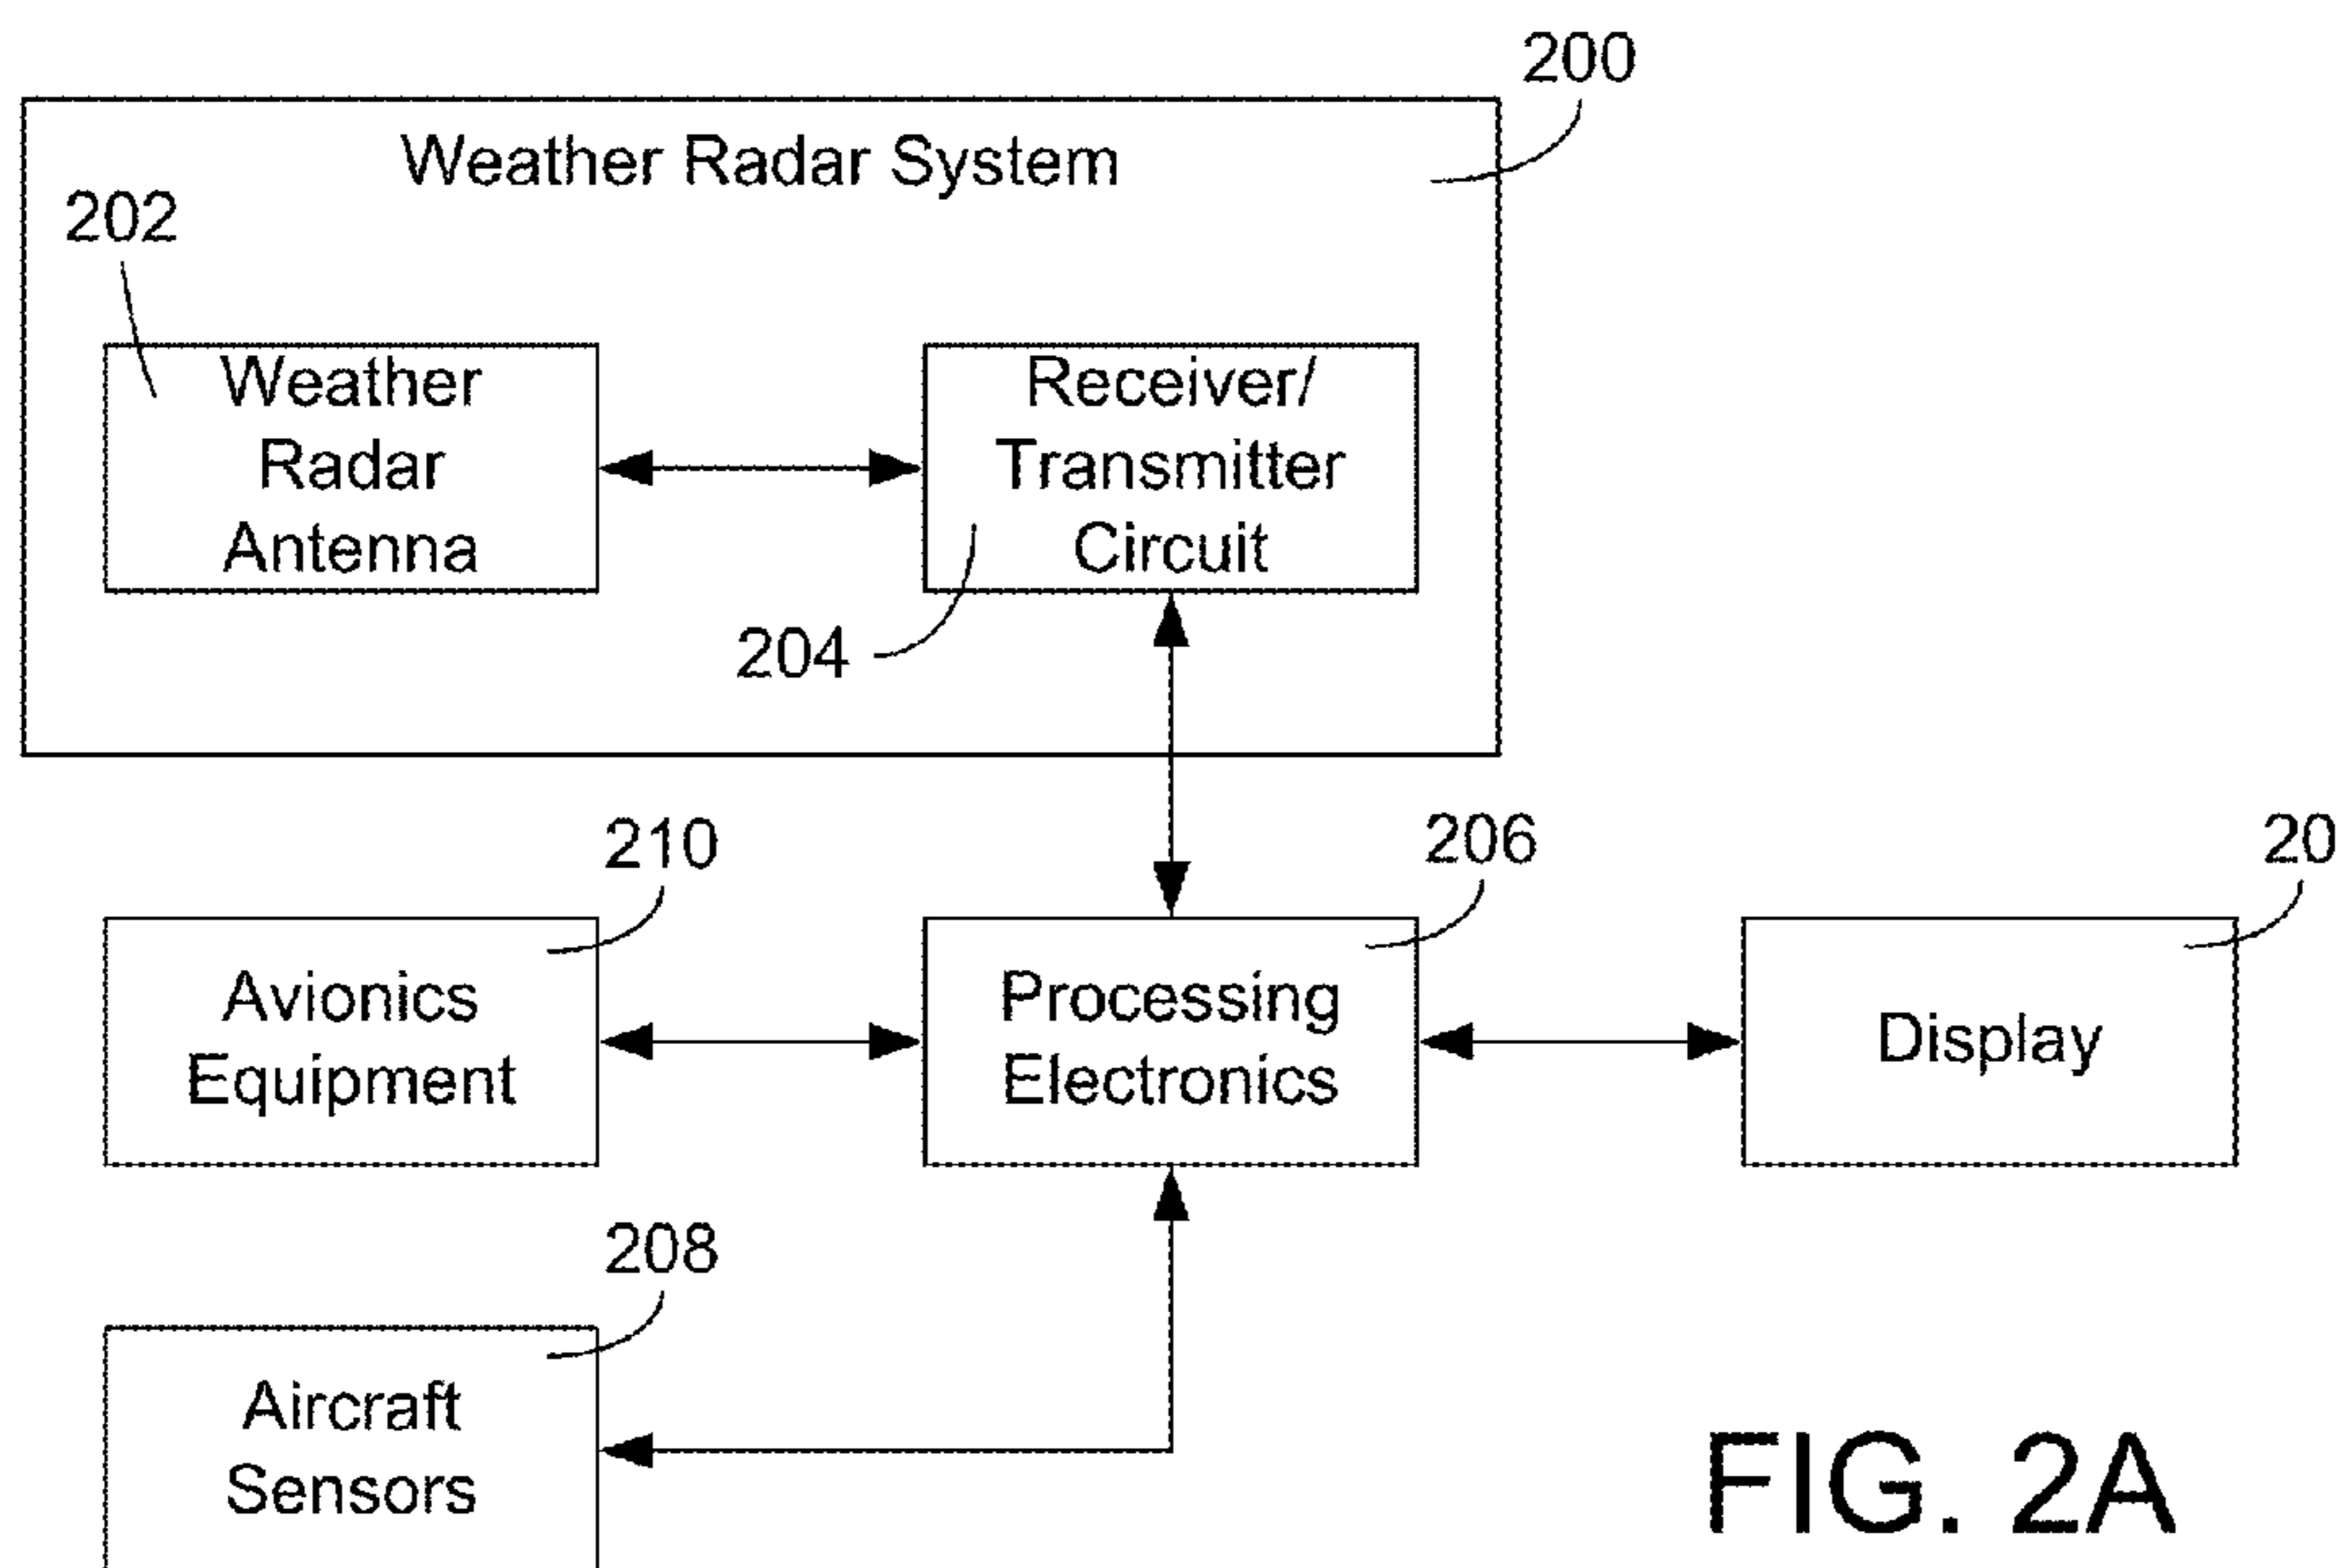 200
Weather Radar System
202
Weather
Radar
Antenna
Receiver/
Transmitter
Circuit
204
210
206
20
Avionics
Equipment
Processing
Electronics
Display
208
Aircraft
Sensors
FIG. 2A